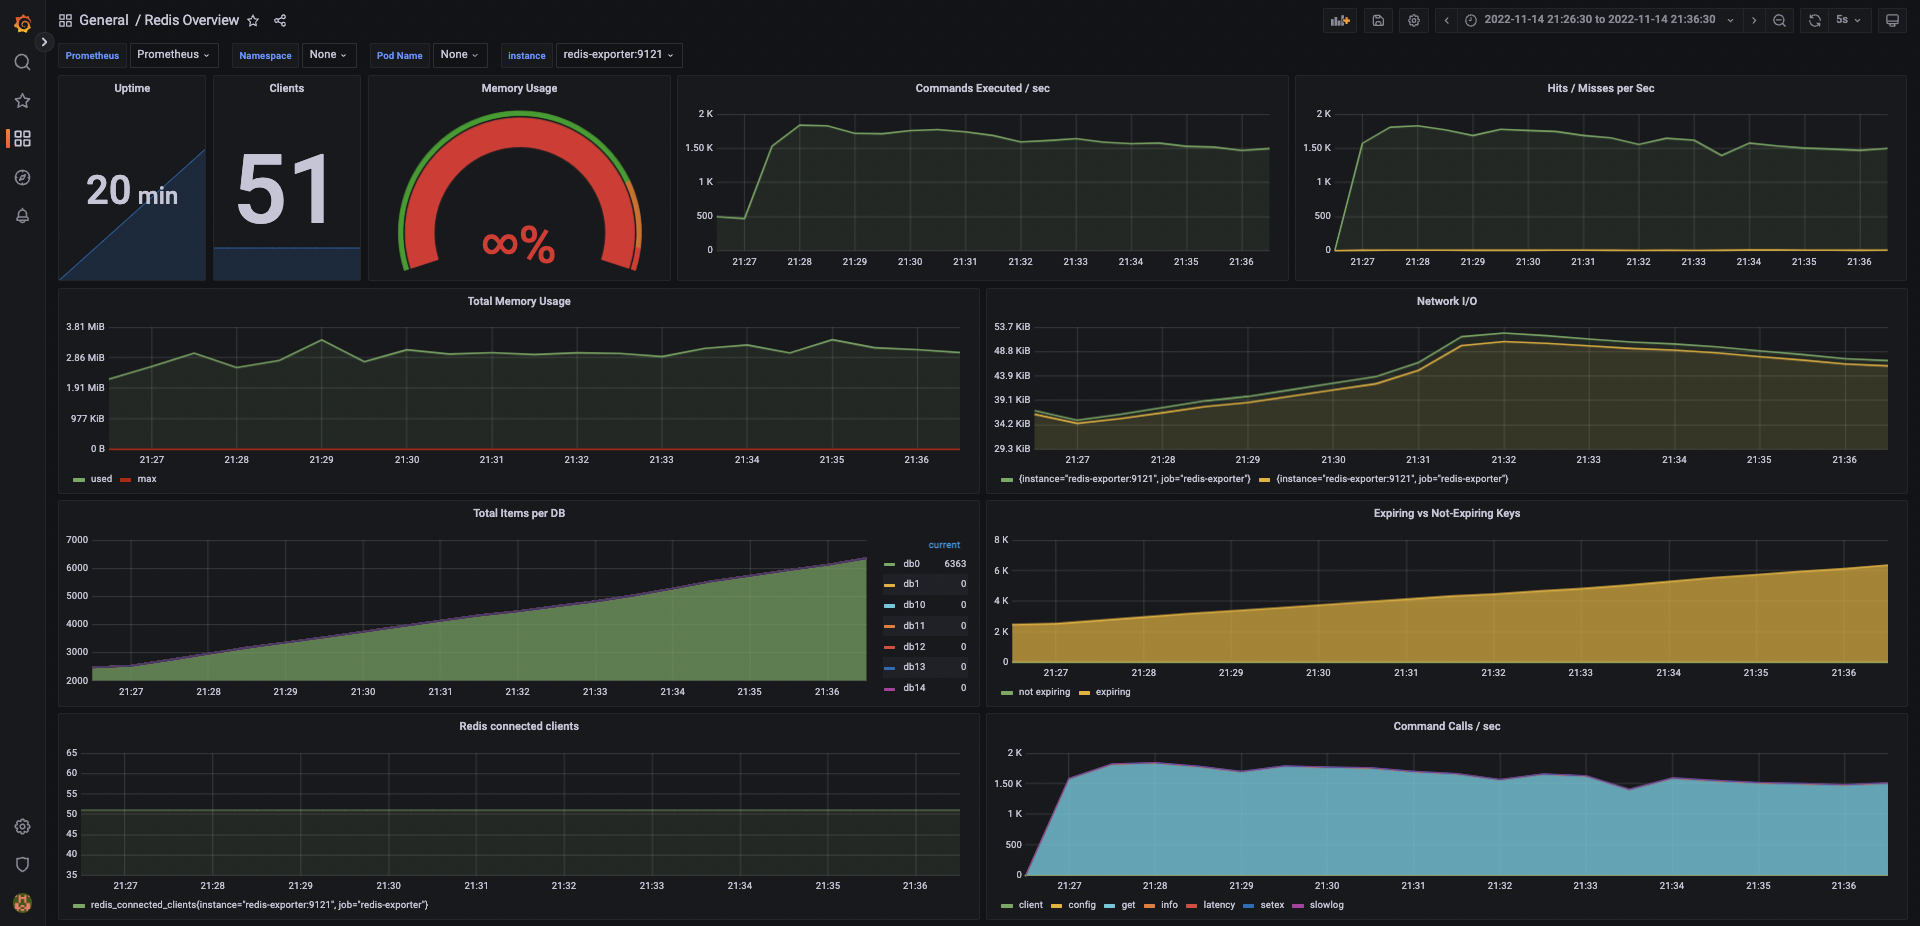 General / Redis Overview
2022-11-14 21:26:30 to 2022-11-14 21:36:30
5s
Prometheus Prometheus Namespace None Pod Name None instance redis-exporter:9121
Uptime
20 min
Clients
51
Memory Usage
∞%
Commands Executed / sec
2 K
1.50 K
1 K
500
0
21:27 21:28 21:29 21:30 21:31 21:32 21:33 21:34 21:35 21:36
Hits / Misses per Sec
2 K
1.50 K
1 K
500
0
21:27 21:28 21:29 21:30 21:31 21:32 21:33 21:34 21:35 21:36
Total Memory Usage
3.81 MiB
2.86 MiB
1.91 MiB
977 KiB
0 B
21:27 21:28 21:29 21:30 21:31 21:32 21:33 21:34 21:35 21:36
used max
Network I/O
53.7 KiB
48.8 KiB
43.9 KiB
39.1 KiB
34.2 KiB
29.3 KiB
21:27 21:28 21:29 21:30 21:31 21:32 21:33 21:34 21:35 21:36
{instance="redis-exporter:9121", job="redis-exporter"} {instance="redis-exporter:9121", job="redis-exporter"}
Total Items per DB
7000
6000
5000
4000
3000
2000
21:27 21:28 21:29 21:30 21:31 21:32 21:33 21:34 21:35 21:36
current
db0 6363
db1 0
db10 0
db11 0
db12 0
db13 0
db14 0
Expiring vs Not-Expiring Keys
8 K
6 K
4 K
2 K
0
21:27 21:28 21:29 21:30 21:31 21:32 21:33 21:34 21:35 21:36
not expiring expiring
Redis connected clients
65
60
55
50
45
40
35
21:27 21:28 21:29 21:30 21:31 21:32 21:33 21:34 21:35 21:36
redis_connected_clients{instance="redis-exporter:9121", job="redis-exporter"}
Command Calls / sec
2 K
1.50 K
1 K
500
0
21:27 21:28 21:29 21:30 21:31 21:32 21:33 21:34 21:35 21:36
client config get info latency setex slowlog